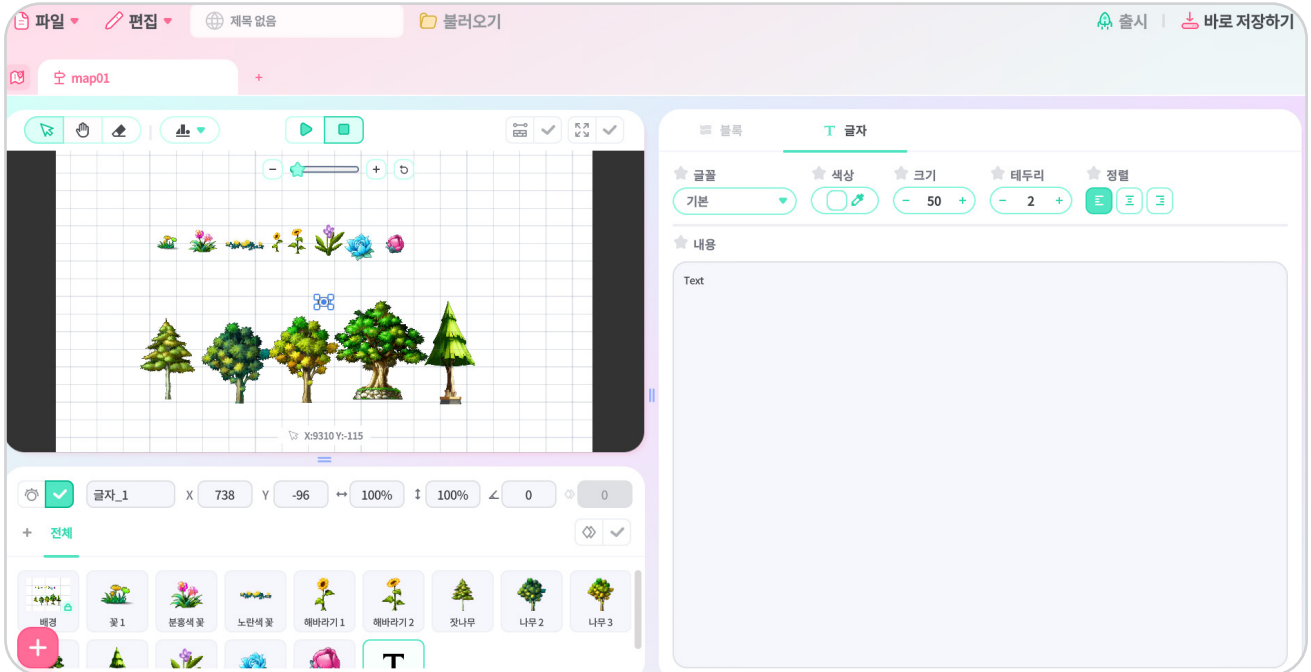 파일 편집 제목 없음 불러오기 출시 바로 저장하기
map01 +
블록 T 글자
글꼴 색상 크기 테두리 정렬
기본 - 50 + - 2 +
내용
Text
- +
X:9310 Y:-115
글자_1 X 738 Y -96 100% 100% 0 0
+ 전체
배경 꽃1 분홍색 꽃 노란색 꽃 해바라기1 해바라기2 잣나무 나무2 나무3
+ T